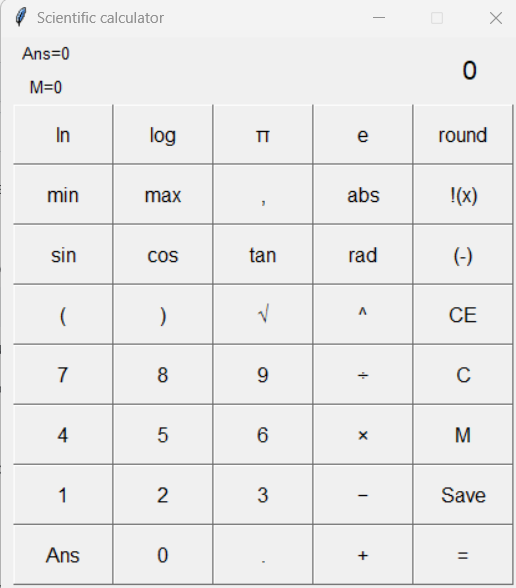 Scientific calculator
Ans=0
0
M=0
ln log π e round
min max , abs !(x)
sin cos tan rad (-)
( ) √ ^ CE
7 8 9 ÷ C
4 5 6 × M
1 2 3 − Save
Ans 0 . + =